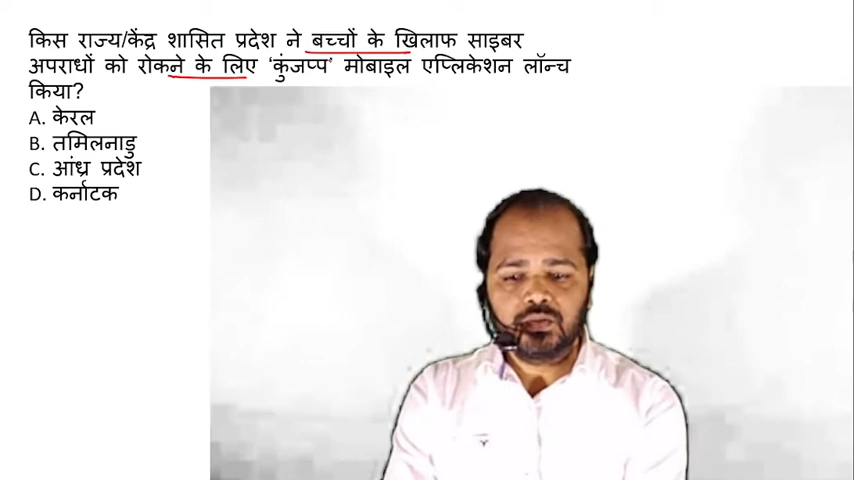 किस राज्य/केंद्र शासित प्रदेश ने बच्चों के खिलाफ साइबर
अपराधों को रोकने के लिए ‘कुंजप्प’ मोबाइल एप्लिकेशन लॉन्च
किया?
A. केरल
B. तमिलनाडु
C. आंध्र प्रदेश
D. कर्नाटक